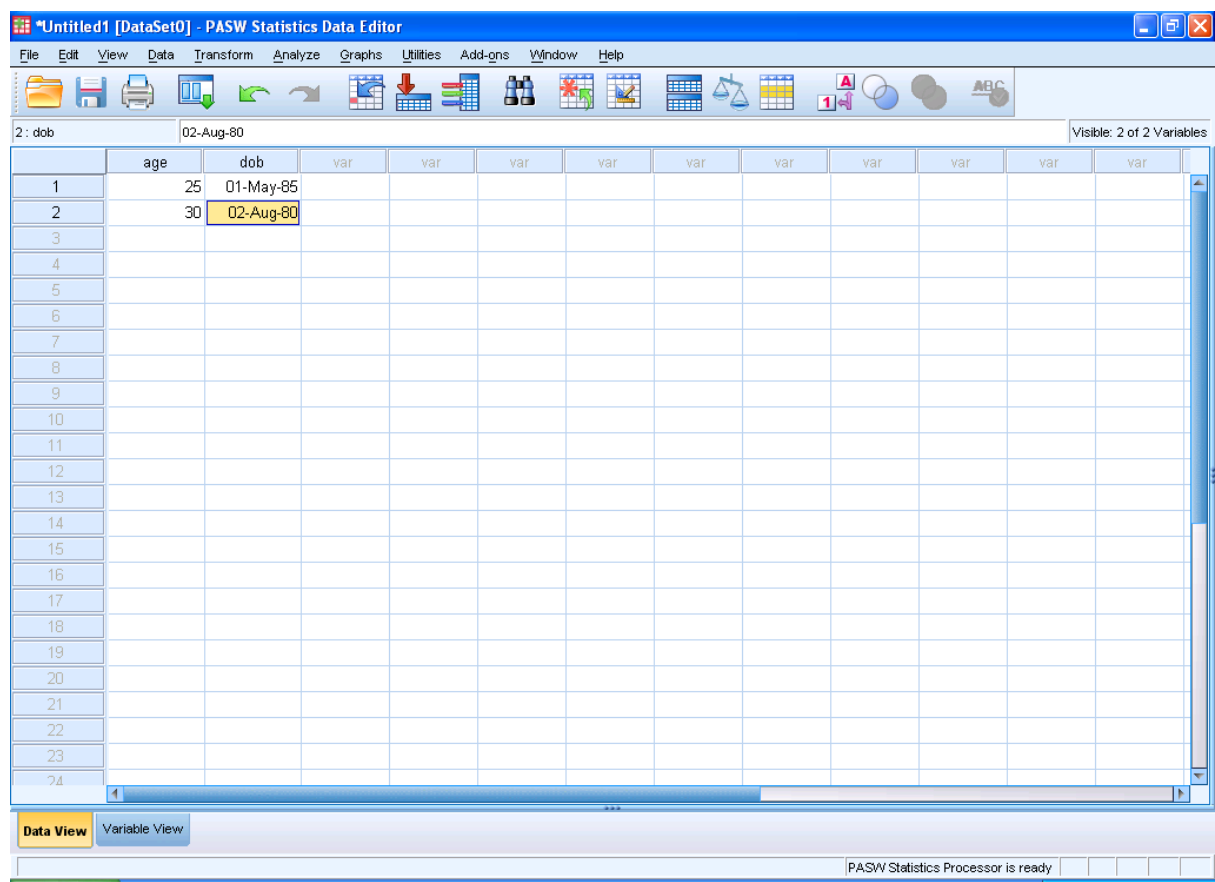 *Untitled1 [DataSet0] - PASW Statistics Data Editor
File Edit View Data Transform Analyze Graphs Utilities Add-ons Window Help
A
1
ABC
2 : dob 02-Aug-80 Visible: 2 of 2 Variables
age dob var var var var var var var var var var
1 25 01-May-85
2 30 02-Aug-80
3
4
5
6
7
8
9
10
11
12
13
14
15
16
17
18
19
20
21
22
23
24
Data View Variable View
PASW Statistics Processor is ready